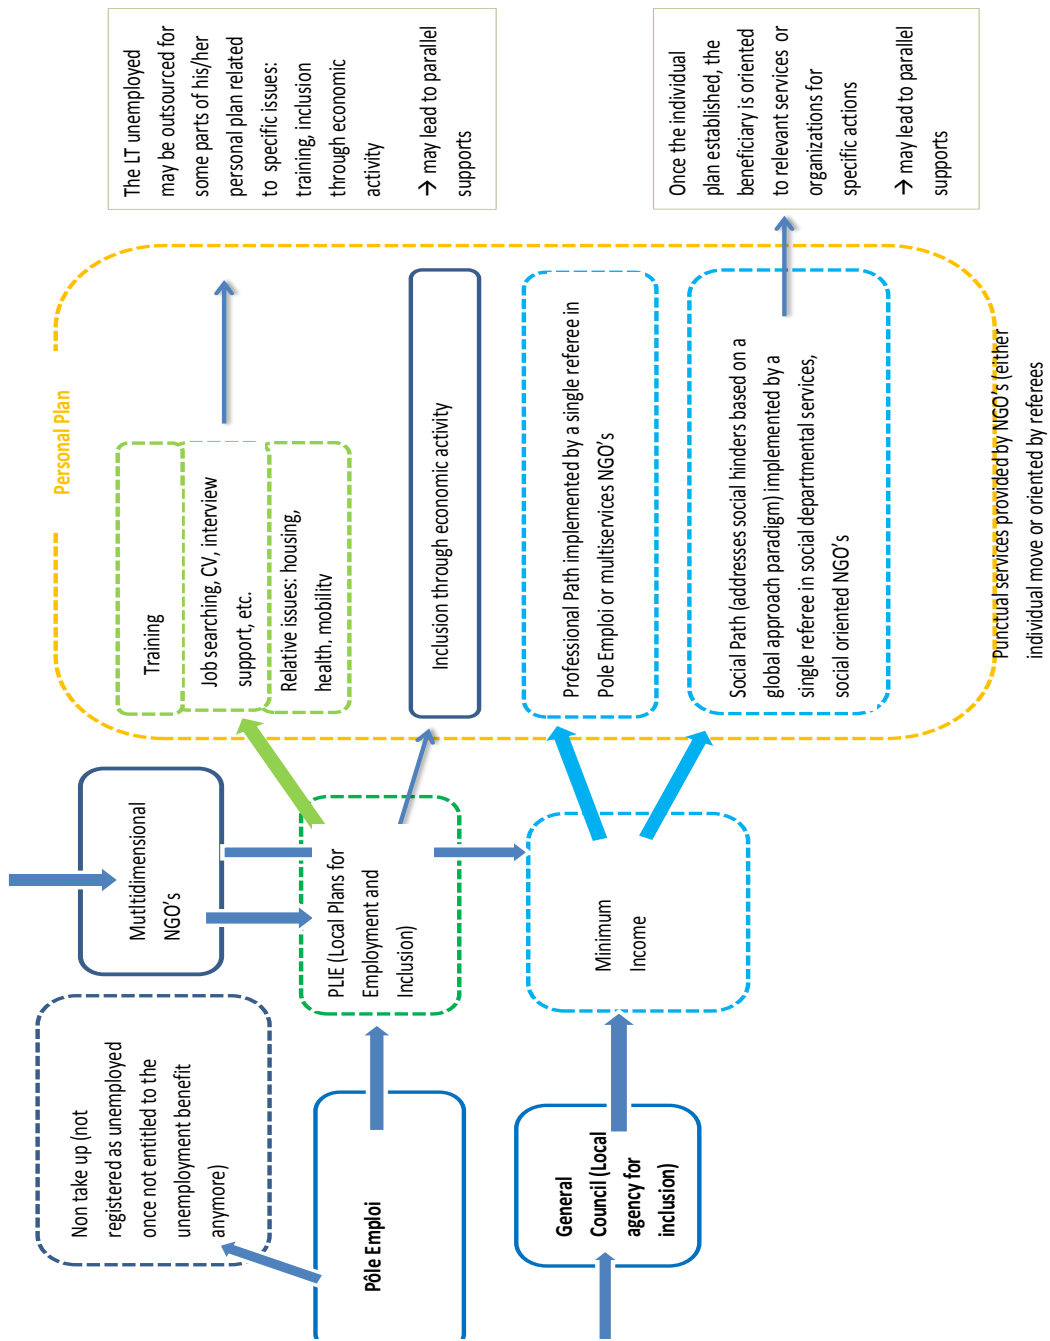 The LT unemployed
may be outsourced for
some parts of his/her
personal plan related
to specific issues:
training, inclusion
through economic
activity
→ may lead to parallel
supports
Once the individual
plan established, the
beneficiary is oriented
to relevant services or
organizations for
specific actions
→ may lead to parallel
supports
Personal Plan
Training
Job searching, CV, interview
support, etc.
Relative issues: housing,
health, mobility
Inclusion through economic activity
Professional Path implemented by a single referee in
Pole Emploi or multiservices NGO's
Social Path (addresses social hinders based on a
global approach paradigm) implemented by a
single referee in social departmental services,
social oriented NGO's
Punctual services provided by NGO's (either
individual move or oriented by referees
Mutltidimensional
NGO's
PLIE (Local Plans for
Employment and
Inclusion)
Minimum
Income
Non take up (not
registered as unemployed
once not entitled to the
unemployment benefit
anymore)
Pôle Emploi
General
Council (Local
agency for
inclusion)